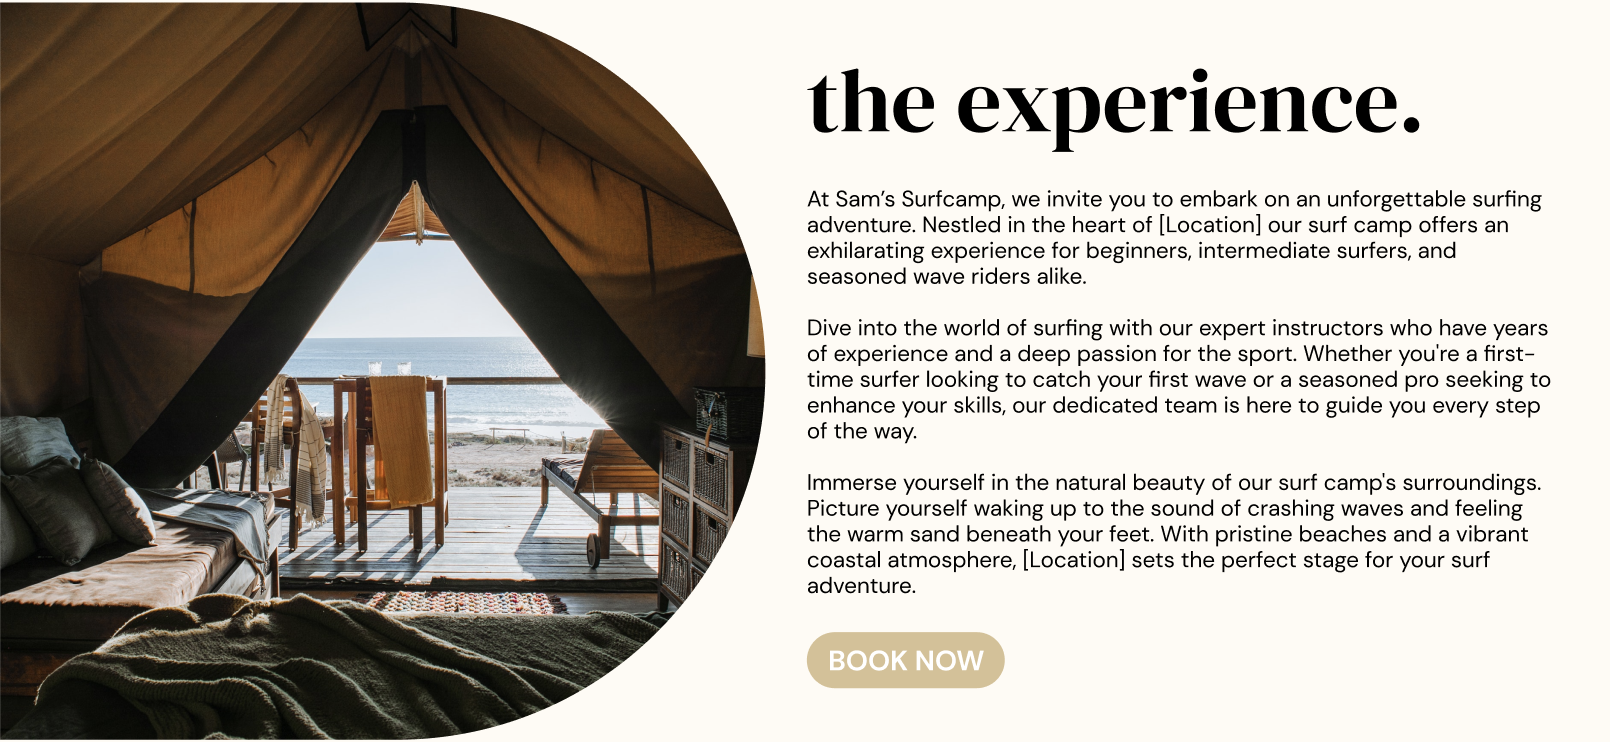 the experience.
At Sam’s Surfcamp, we invite you to embark on an unforgettable surfing
adventure. Nestled in the heart of [Location] our surf camp offers an
exhilarating experience for beginners, intermediate surfers, and
seasoned wave riders alike.
Dive into the world of surfing with our expert instructors who have years
of experience and a deep passion for the sport. Whether you're a first-
time surfer looking to catch your first wave or a seasoned pro seeking to
enhance your skills, our dedicated team is here to guide you every step
of the way.
Immerse yourself in the natural beauty of our surf camp's surroundings.
Picture yourself waking up to the sound of crashing waves and feeling
the warm sand beneath your feet. With pristine beaches and a vibrant
coastal atmosphere, [Location] sets the perfect stage for your surf
adventure.
BOOK NOW